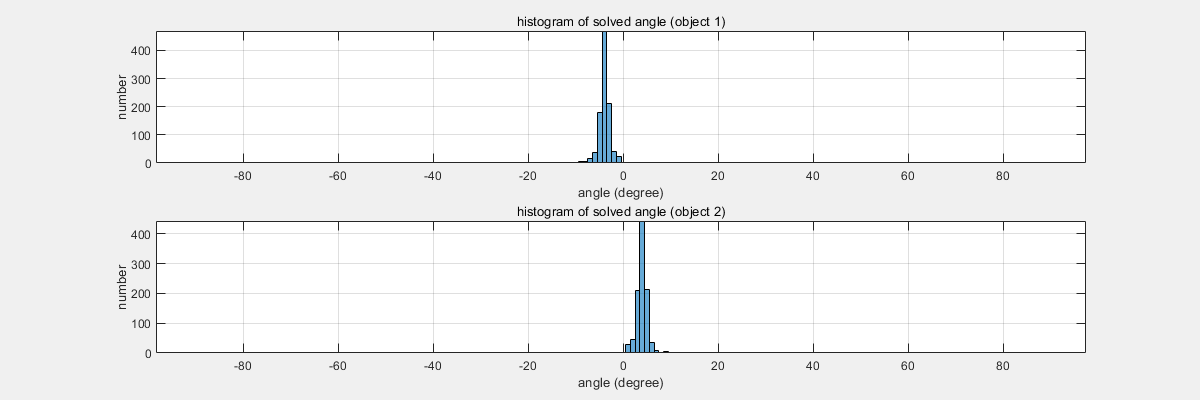 histogram of solved angle (object 1)
number
400
300
200
100
0
-80 -60 -40 -20 0 20 40 60 80
angle (degree)
histogram of solved angle (object 2)
number
400
300
200
100
0
-80 -60 -40 -20 0 20 40 60 80
angle (degree)